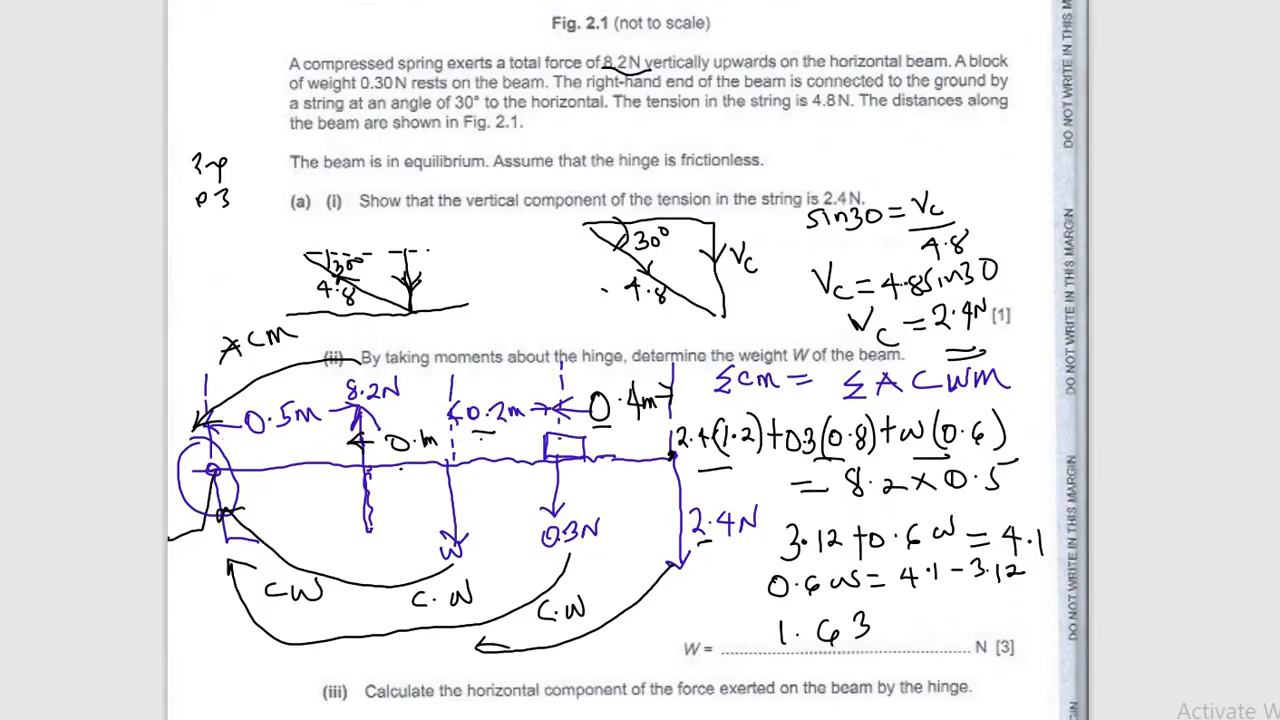 Fig. 2.1 (not to scale)
A compressed spring exerts a total force of 8.2N vertically upwards on the horizontal beam. A block
of weight 0.30N rests on the beam. The right-hand end of the beam is connected to the ground by
a string at an angle of 30° to the horizontal. The tension in the string is 4.8N. The distances along
the beam are shown in Fig. 2.1.
The beam is in equilibrium. Assume that the hinge is frictionless.
(a) (i) Show that the vertical component of the tension in the string is 2.4N.
sin30 = Vc
4.8
Vc = 4.8sin30
Vc = 2.4N
[1]
30°
4.8
30°
4.8
Vc
ACM
(ii) By taking moments about the hinge, determine the weight W of the beam.
ΣCM = ΣACWM
8.2N
0.5m
0.2m
0.4m
0.1m
2.4(1.2)+0.3(0.8)+W(0.6)
= 8.2×0.5
W
0.3N
2.4N
3.12+0.6W = 4.1
0.6W = 4.1-3.12
CW
C.W
C.W
1.63
W = ........................ N [3]
(iii) Calculate the horizontal component of the force exerted on the beam by the hinge.
DO NOT WRITE IN THIS MARGIN
DO NOT WRITE IN THIS MARGIN
DO NOT WRITE IN THIS M
Activate W